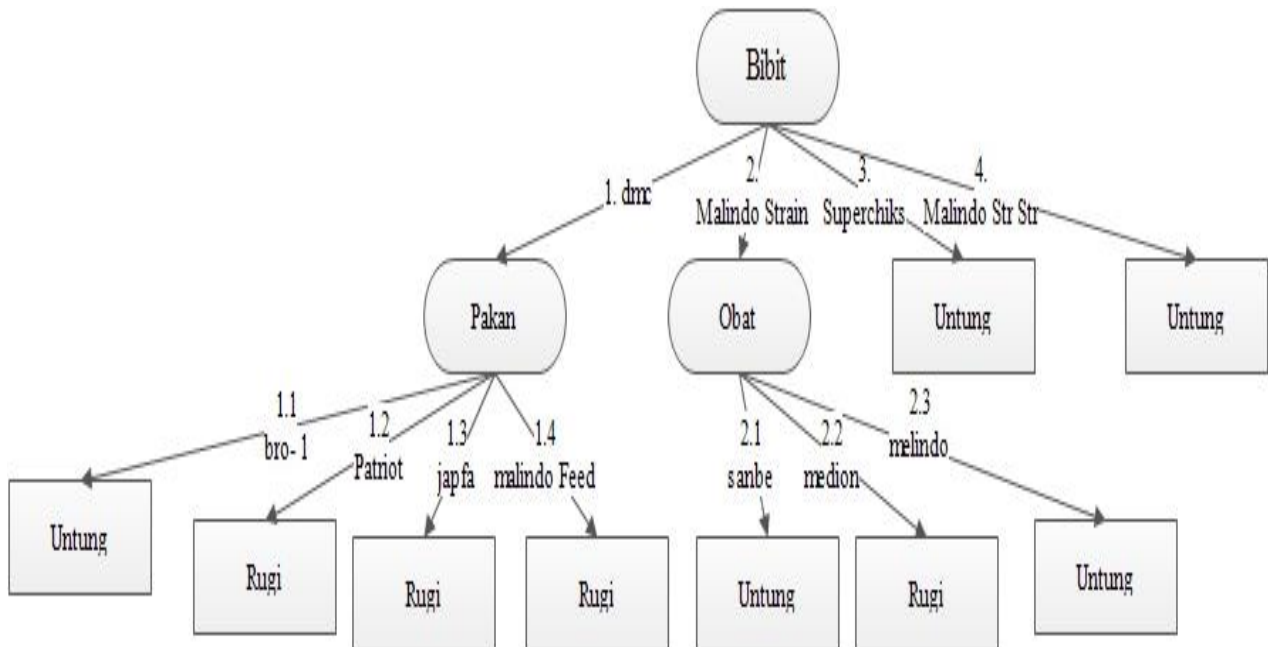 Bibit
1. dmc
2.
Malindo Strain
3.
Superchiks
4.
Malindo Str Str
Pakan
Obat
Untung
Untung
1.1
bro- 1
1.2
Patriot
1.3
japfa
1.4
malindo Feed
2.1
sanbe
2.2
medion
2.3
melindo
Untung
Rugi
Rugi
Rugi
Untung
Rugi
Untung